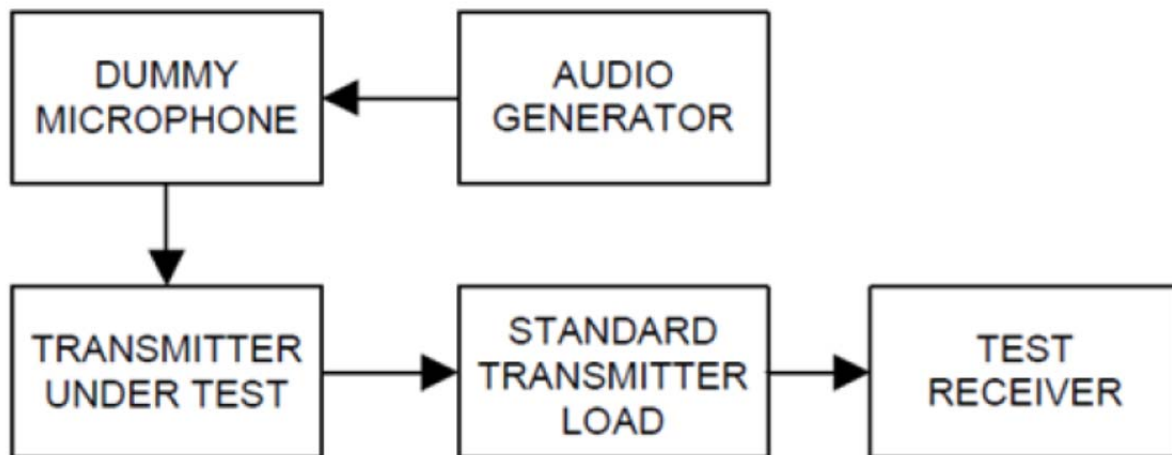 DUMMY
MICROPHONE
AUDIO
GENERATOR
TRANSMITTER
UNDER TEST
STANDARD
TRANSMITTER
LOAD
TEST
RECEIVER